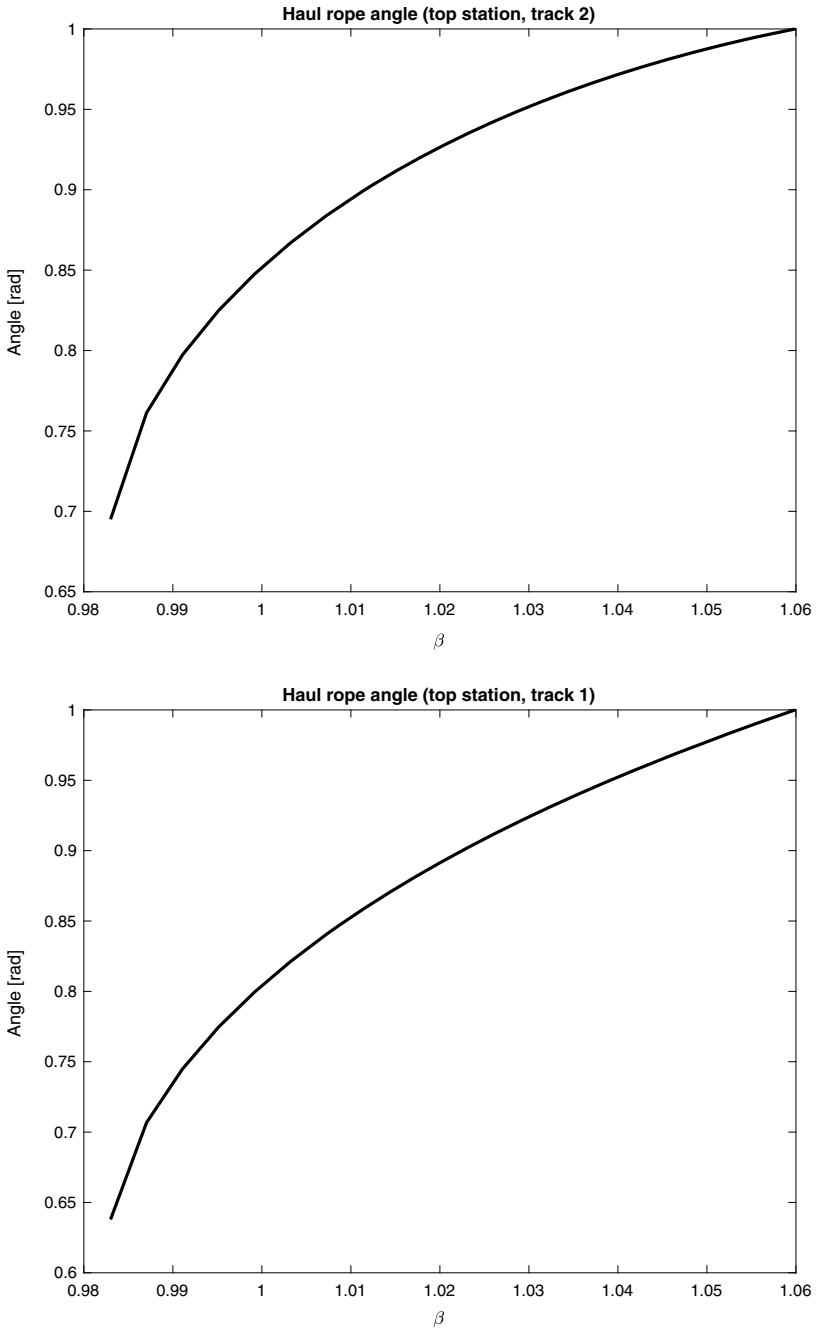 Haul rope angle (top station, track 2)
1
0.95
0.9
0.85
0.8
0.75
0.7
0.65
Angle [rad]
0.98 0.99 1 1.01 1.02 1.03 1.04 1.05 1.06
β
Haul rope angle (top station, track 1)
1
0.95
0.9
0.85
0.8
0.75
0.7
0.65
0.6
Angle [rad]
0.98 0.99 1 1.01 1.02 1.03 1.04 1.05 1.06
β